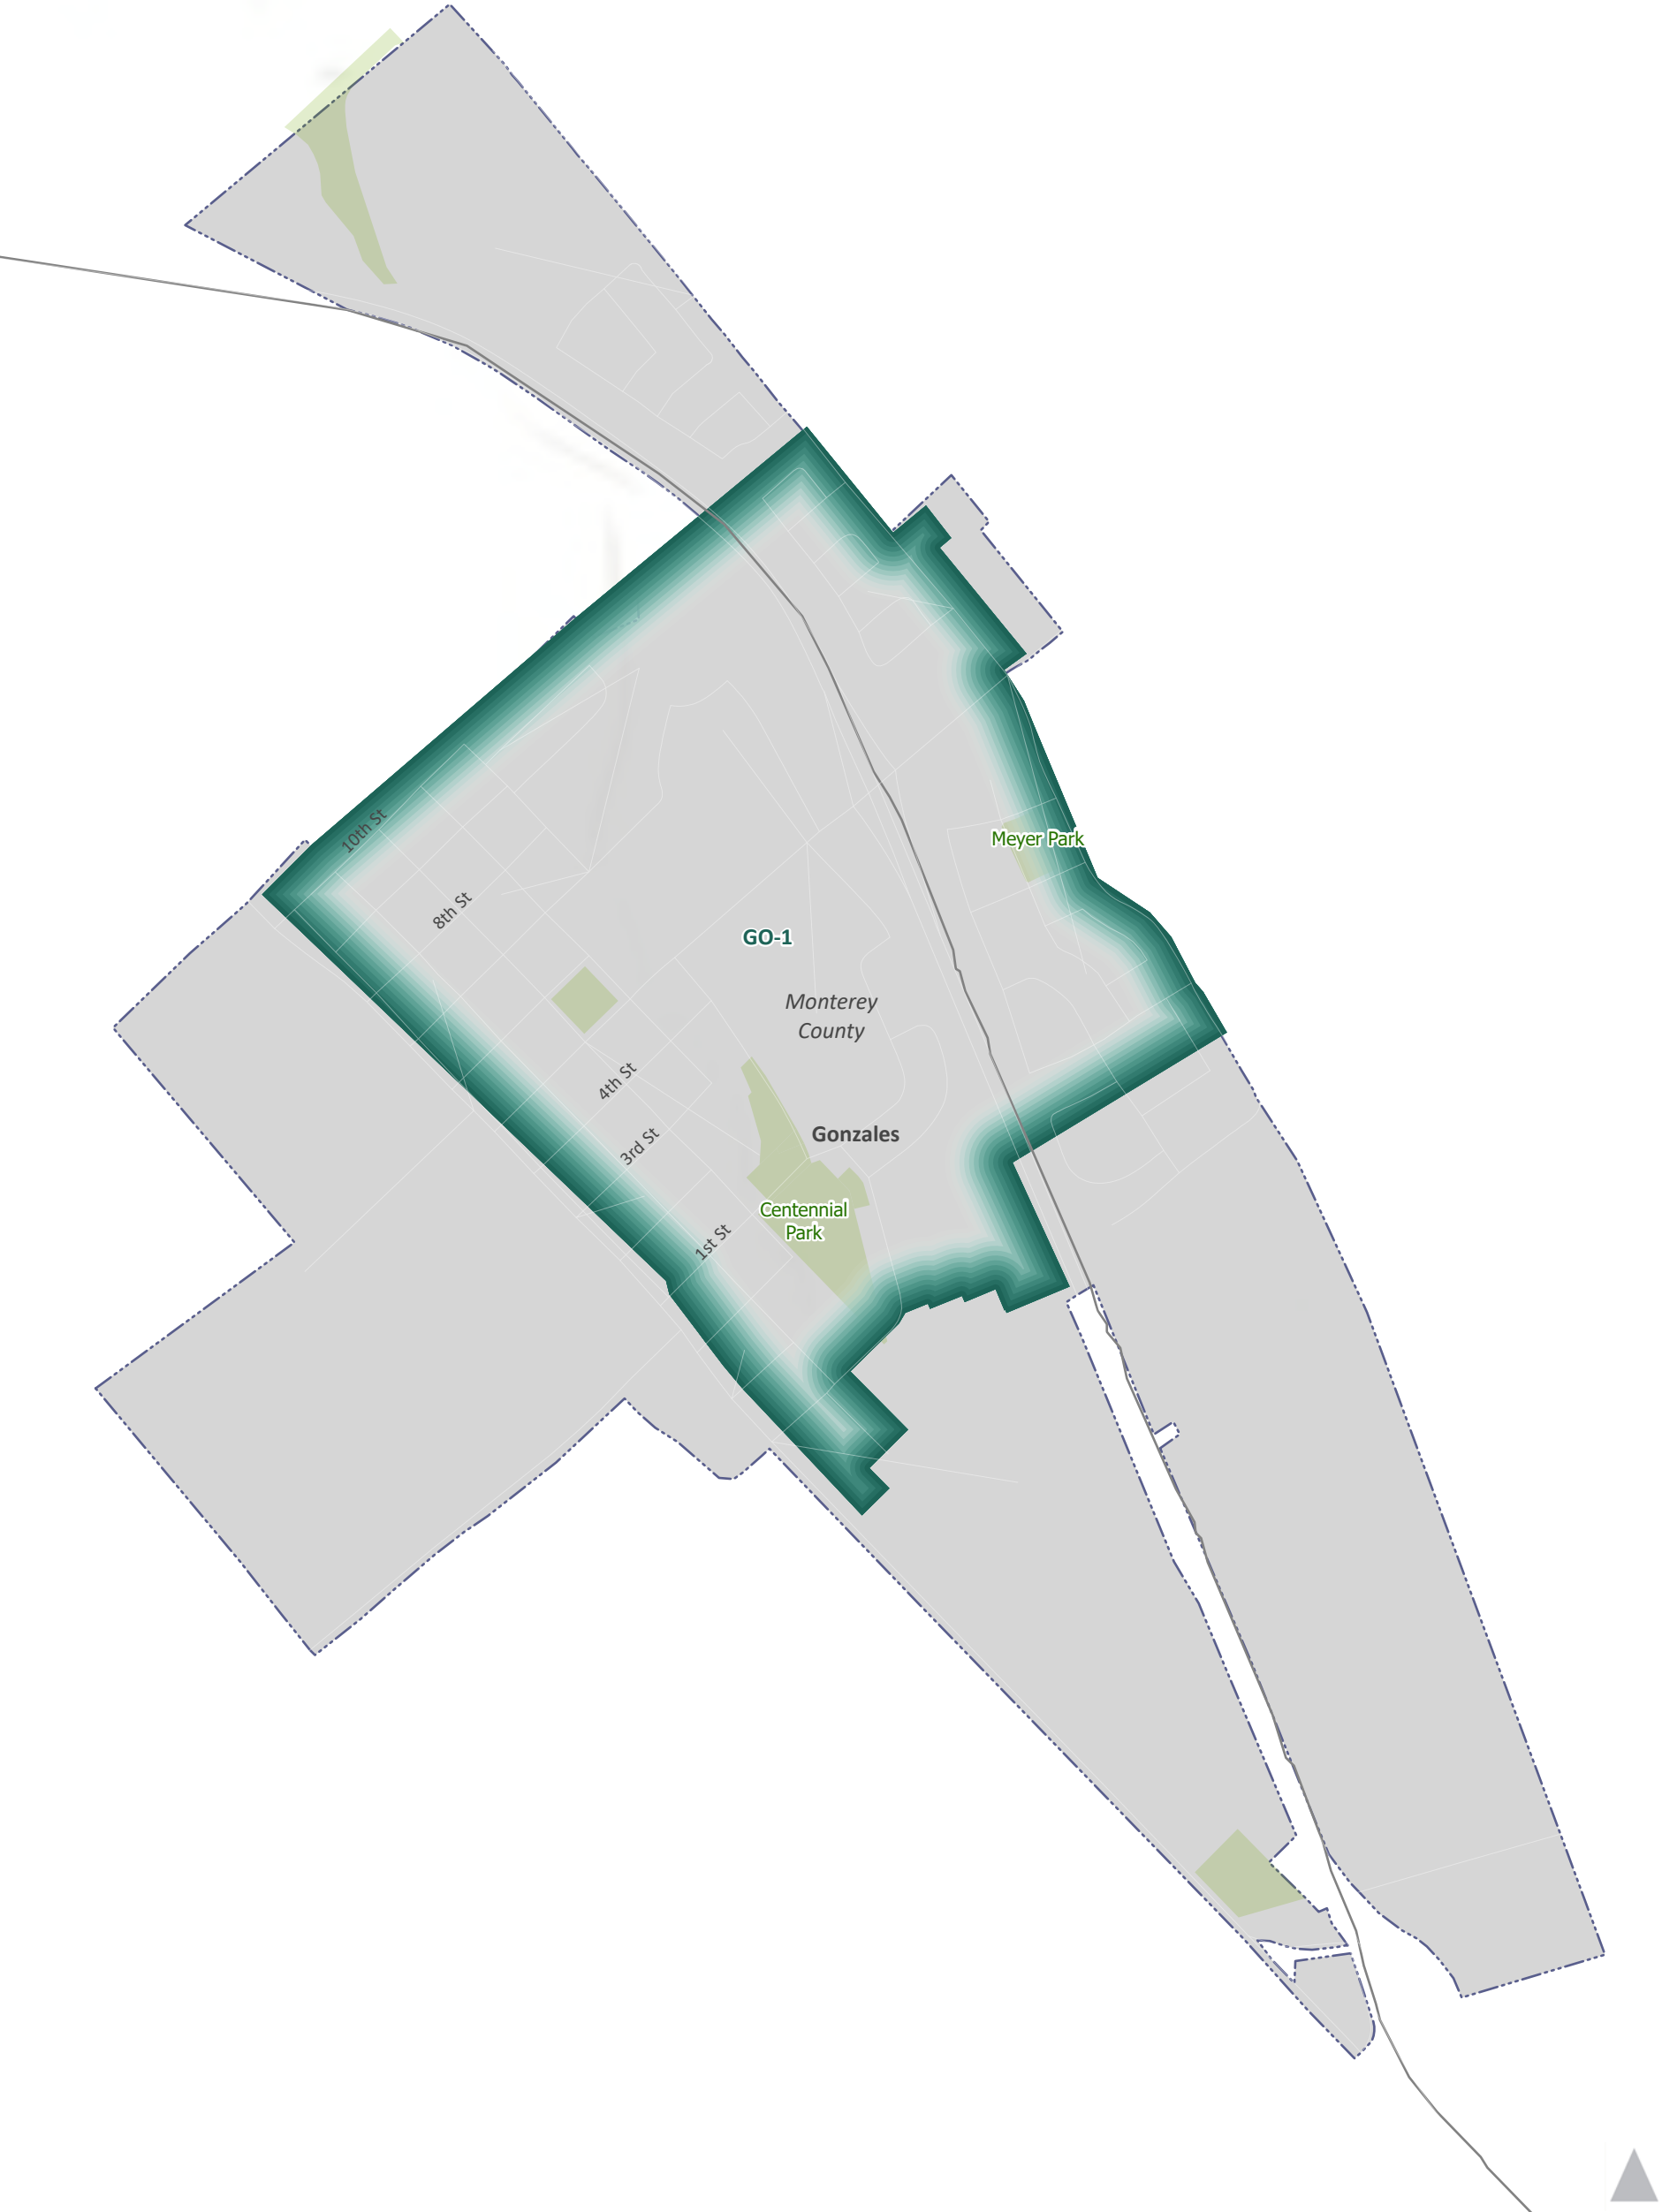 10th St
Meyer Park
8th St
GO-1
Monterey
County
4th St
Gonzales
3rd St
Centennial
Park
1st St